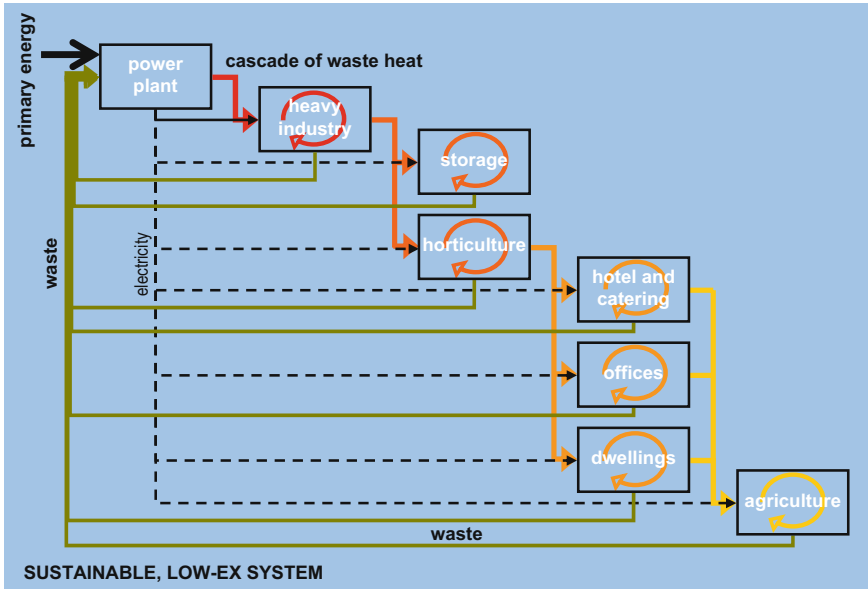 primary energy
power
plant
cascade of waste heat
heavy
industry
storage
waste
electricity
horticulture
hotel and
catering
offices
dwellings
agriculture
waste
SUSTAINABLE, LOW-EX SYSTEM